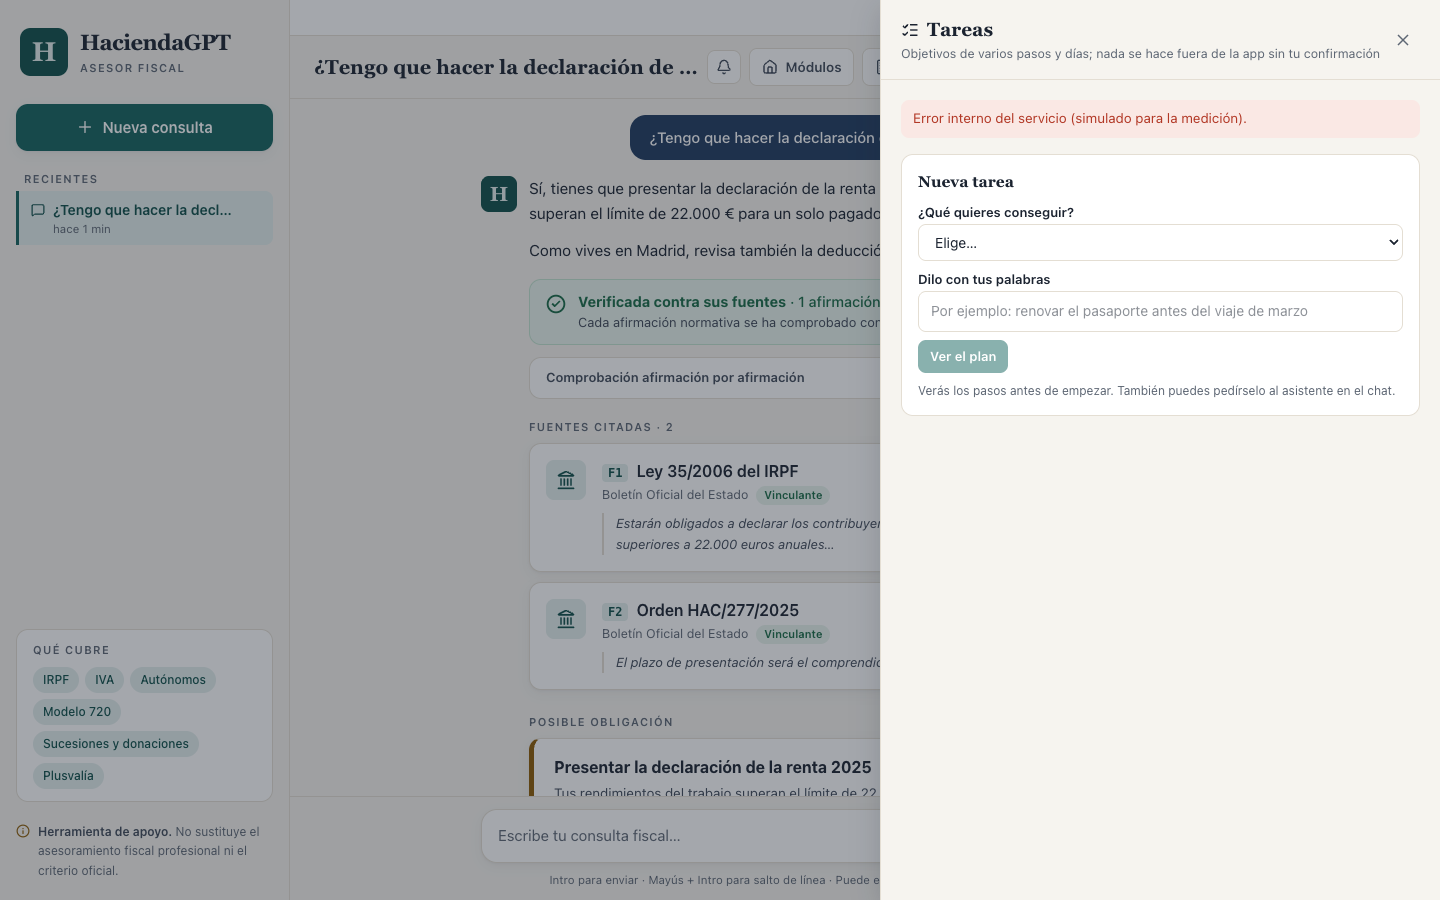 H
HaciendaGPT
ASESOR FISCAL
Nueva consulta
RECIENTES
¿Tengo que hacer la decl...
hace 1 min
QUÉ CUBRE
IRPF
IVA
Autónomos
Modelo 720
Sucesiones y donaciones
Plusvalía
Herramienta de apoyo. No sustituye el
asesoramiento fiscal profesional ni el
criterio oficial.
¿Tengo que hacer la declaración de ...
Módulos
¿Tengo que hacer la declaración
H
Sí, tienes que presentar la declaración de la renta
superan el límite de 22.000 € para un solo pagado
Como vives en Madrid, revisa también la deducció
Verificada contra sus fuentes · 1 afirmación
Cada afirmación normativa se ha comprobado con
Comprobación afirmación por afirmación
FUENTES CITADAS · 2
F1 Ley 35/2006 del IRPF
Boletín Oficial del Estado Vinculante
Estarán obligados a declarar los contribuyen
superiores a 22.000 euros anuales...
F2 Orden HAC/277/2025
Boletín Oficial del Estado Vinculante
El plazo de presentación será el comprendid
POSIBLE OBLIGACIÓN
Presentar la declaración de la renta 2025
Tus rendimientos del trabajo superan el límite de 22
Escribe tu consulta fiscal...
Intro para enviar · Mayús + Intro para salto de línea · Puede e
Tareas
Objetivos de varios pasos y días; nada se hace fuera de la app sin tu confirmación
Error interno del servicio (simulado para la medición).
Nueva tarea
¿Qué quieres conseguir?
Elige...
Dilo con tus palabras
Por ejemplo: renovar el pasaporte antes del viaje de marzo
Ver el plan
Verás los pasos antes de empezar. También puedes pedírselo al asistente en el chat.